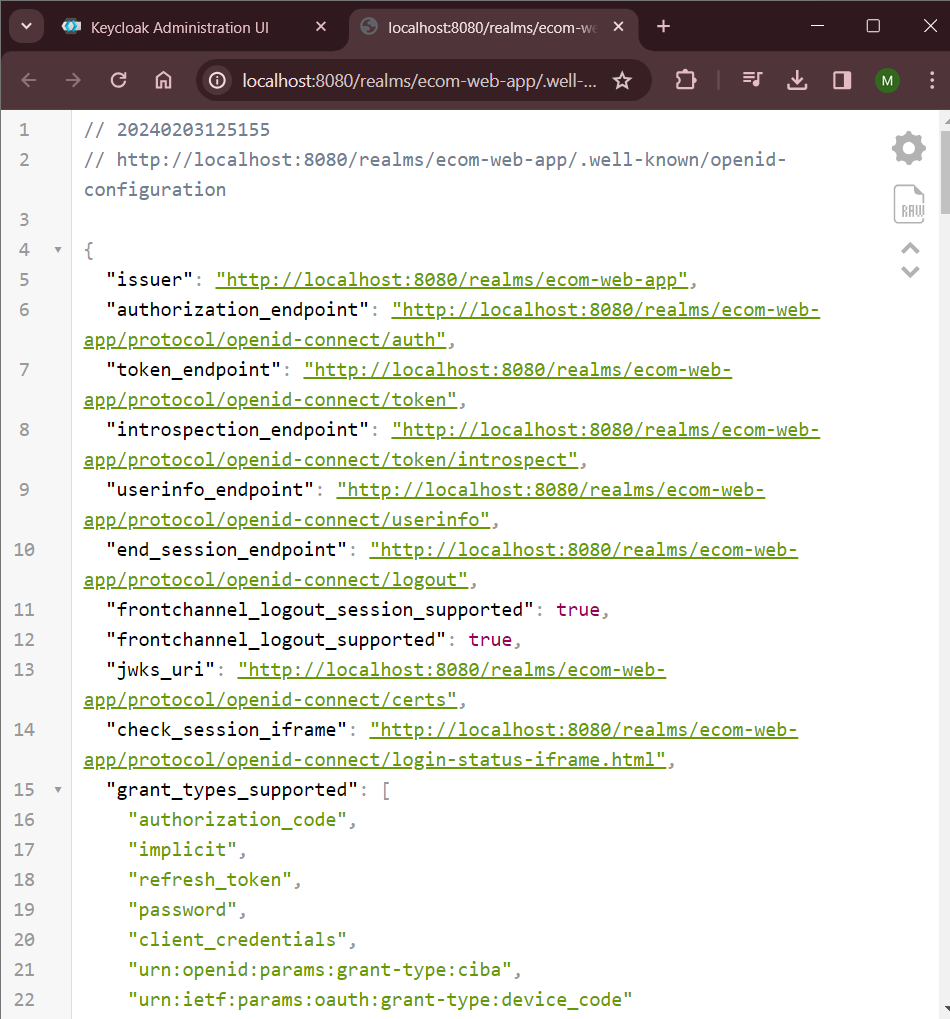 Keycloak Administration UI
localhost:8080/realms/ecom-we
localhost:8080/realms/ecom-web-app/.well-...
M
1 // 20240203125155
2 // http://localhost:8080/realms/ecom-web-app/.well-known/openid-
configuration
RAW
3
4 {
5 "issuer": "http://localhost:8080/realms/ecom-web-app",
6 "authorization_endpoint": "http://localhost:8080/realms/ecom-web-
app/protocol/openid-connect/auth",
7 "token_endpoint": "http://localhost:8080/realms/ecom-web-
app/protocol/openid-connect/token",
8 "introspection_endpoint": "http://localhost:8080/realms/ecom-web-
app/protocol/openid-connect/token/introspect",
9 "userinfo_endpoint": "http://localhost:8080/realms/ecom-web-
app/protocol/openid-connect/userinfo",
10 "end_session_endpoint": "http://localhost:8080/realms/ecom-web-
app/protocol/openid-connect/logout",
11 "frontchannel_logout_session_supported": true,
12 "frontchannel_logout_supported": true,
13 "jwks_uri": "http://localhost:8080/realms/ecom-web-
app/protocol/openid-connect/certs",
14 "check_session_iframe": "http://localhost:8080/realms/ecom-web-
app/protocol/openid-connect/login-status-iframe.html",
15 "grant_types_supported": [
16 "authorization_code",
17 "implicit",
18 "refresh_token",
19 "password",
20 "client_credentials",
21 "urn:openid:params:grant-type:ciba",
22 "urn:ietf:params:oauth:grant-type:device_code"